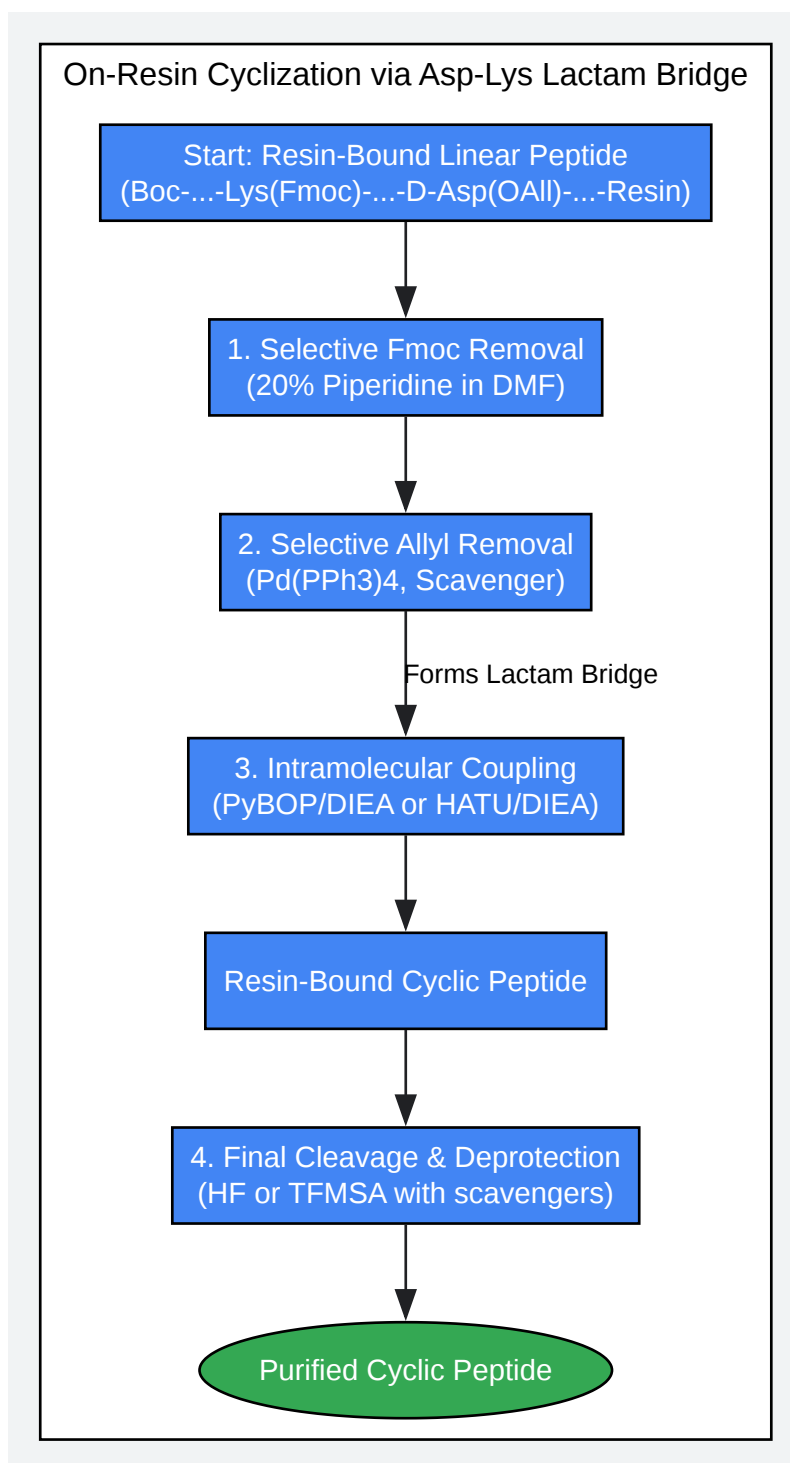 On-Resin Cyclization via Asp-Lys Lactam Bridge
Start: Resin-Bound Linear Peptide
(Boc-...-Lys(Fmoc)-...-D-Asp(OAll)-...-Resin)
1. Selective Fmoc Removal
(20% Piperidine in DMF)
2. Selective Allyl Removal
(Pd(PPh3)4, Scavenger)
Forms Lactam Bridge
3. Intramolecular Coupling
(PyBOP/DIEA or HATU/DIEA)
Resin-Bound Cyclic Peptide
4. Final Cleavage & Deprotection
(HF or TFMSA with scavengers)
Purified Cyclic Peptide